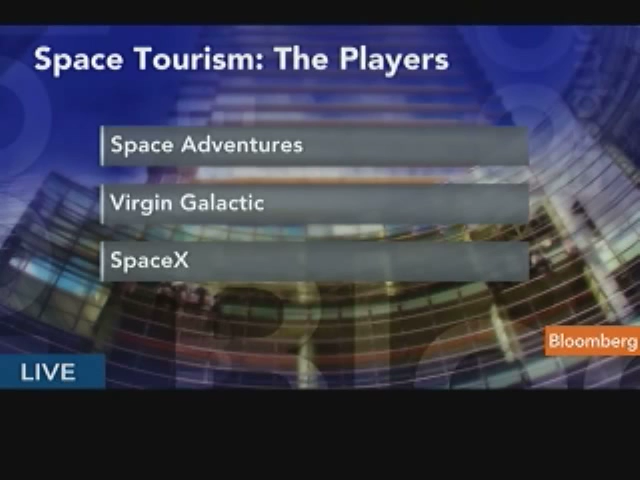 Space Tourism: The Players
Space Adventures
Virgin Galactic
SpaceX
Bloomberg
LIVE